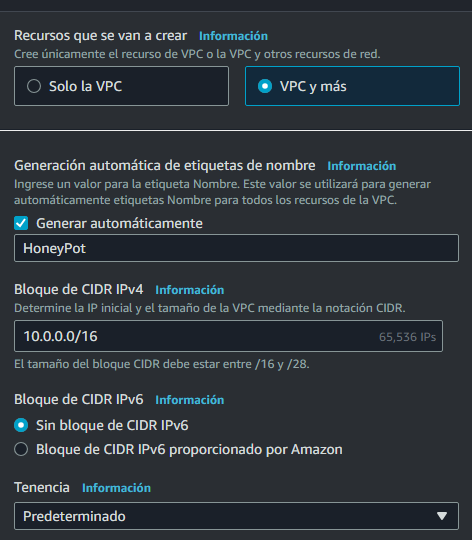 Recursos que se van a crear Información
Cree únicamente el recurso de VPC o la VPC y otros recursos de red.
Solo la VPC
VPC y más
Generación automática de etiquetas de nombre Información
Ingrese un valor para la etiqueta Nombre. Este valor se utilizará para generar
automáticamente etiquetas Nombre para todos los recursos de la VPC.
Generar automáticamente
HoneyPot
Bloque de CIDR IPv4 Información
Determine la IP inicial y el tamaño de la VPC mediante la notación CIDR.
10.0.0.0/16 65,536 IPs
El tamaño del bloque CIDR debe estar entre /16 y /28.
Bloque de CIDR IPv6 Información
Sin bloque de CIDR IPv6
Bloque de CIDR IPv6 proporcionado por Amazon
Tenencia Información
Predeterminado